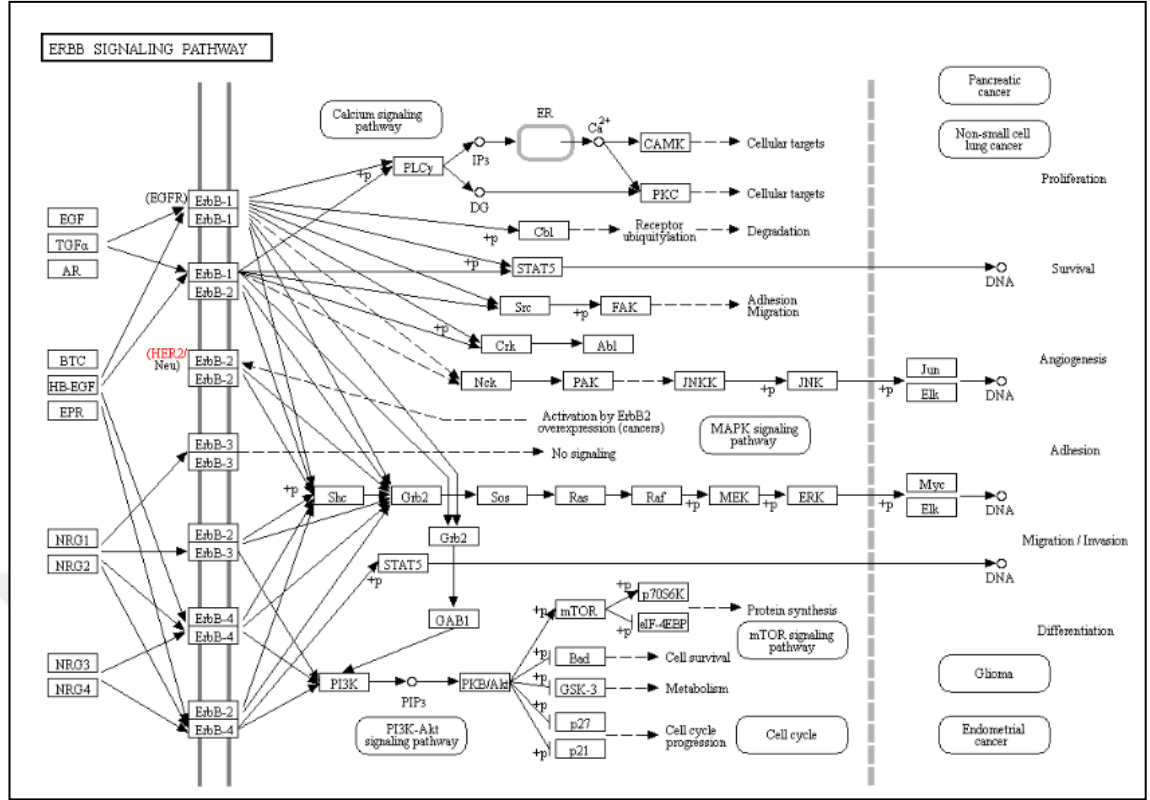 ERBB SIGNALING PATHWAY
Pancreatic
cancer
Non-small cell
lung cancer
Calcium signaling
pathway
ER
Ca2+
IP3
CAMK
Cellular targets
PLCγ
+p
DG
PKC
Cellular targets
Proliferation
(EGFR)
ErbB-1
ErbB-1
EGF
TGFα
AR
+p
Cbl
Receptor
ubiquitylation
Degradation
ErbB-1
ErbB-2
+p
STAT5
DNA
Survival
Src
+p
FAK
Adhesion
Migration
+p
Crk
Abl
BTC
HB-EGF
EPR
(HER2/
Neu)
ErbB-2
ErbB-2
Nck
PAK
JNKK
+p
JNK
+p
Jun
Elk
DNA
Angiogenesis
Activation by ErbB2
overexpression (cancers)
MAPK signaling
pathway
ErbB-3
ErbB-3
No signaling
Adhesion
+p
Shc
Grb2
Sos
Ras
Raf
+p
MEK
+p
ERK
+p
Myc
Elk
DNA
NRG1
NRG2
ErbB-2
ErbB-3
Grb2
Migration / Invasion
STAT5
+p
DNA
ErbB-4
ErbB-4
GAB1
+p
mTOR
+p
p70S6K
+p
eIF-4EBP
Protein synthesis
mTOR signaling
pathway
Differentiation
NRG3
NRG4
PI3K
PIP3
PKB/Akt
+p
Bad
Cell survival
+p
GSK-3
Metabolism
Glioma
ErbB-2
ErbB-4
PI3K-Akt
signaling pathway
+p
p27
+p
p21
Cell cycle
progression
Cell cycle
Endometrial
cancer